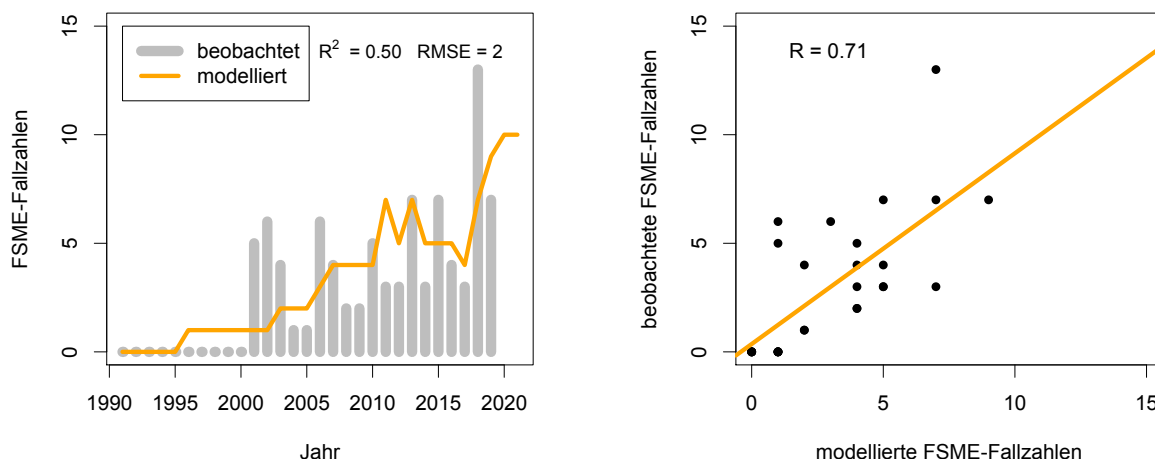 15
10
5
0
FSME-Fallzahlen
beobachtet
modelliert
R² = 0.50 RMSE = 2
1990 1995 2000 2005 2010 2015 2020
Jahr
15
10
5
0
beobachtete FSME-Fallzahlen
R = 0.71
0 5 10 15
modellierte FSME-Fallzahlen